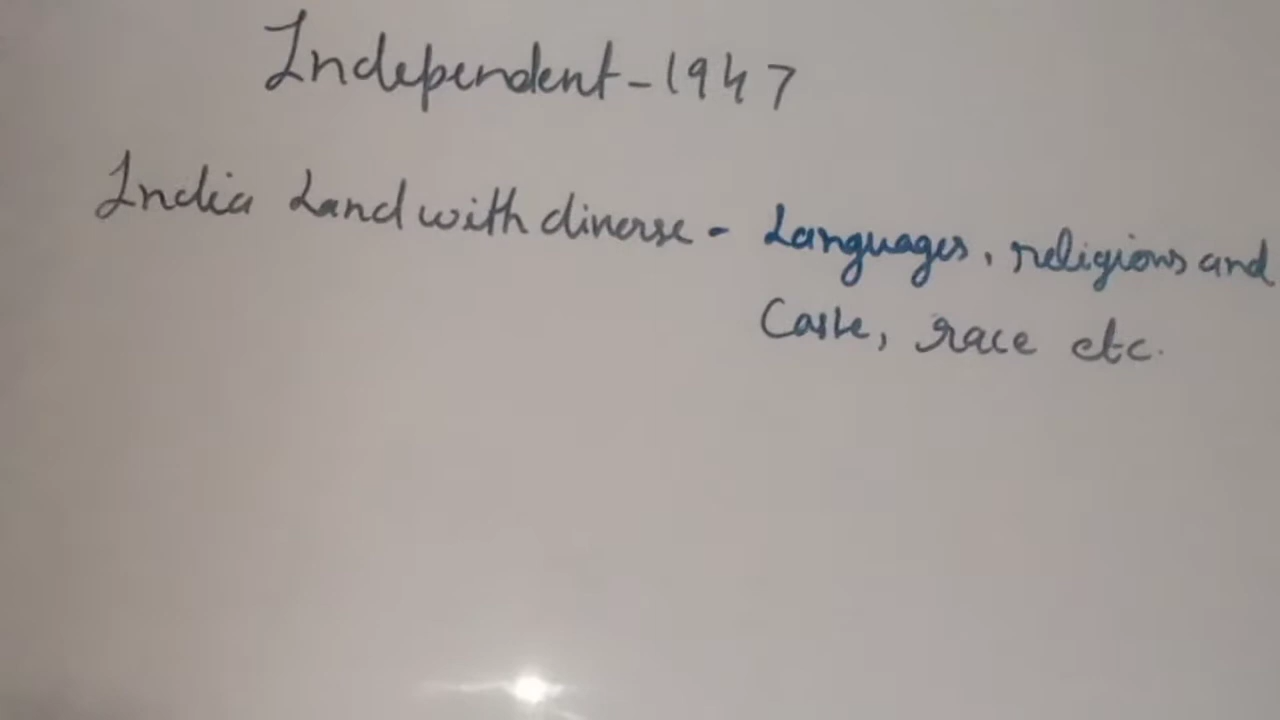 Independent - 1947
India Land with diverse - Languages, religions and
Caste, race etc.